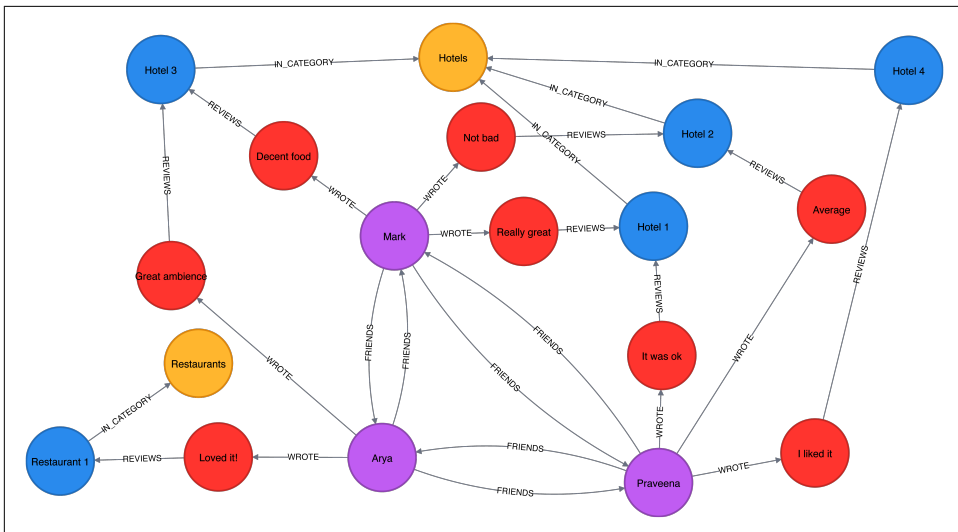 Hotel 3
IN_CATEGORY
Hotels
IN_CATEGORY
Hotel 4
IN_CATEGORY
REVIEWS
Decent food
Not bad
REVIEWS
Hotel 2
IN_CATEGORY
REVIEWS
REVIEWS
WROTE
WROTE
Average
Mark
WROTE
Really great
REVIEWS
Hotel 1
Great ambience
REVIEWS
REVIEWS
FRIENDS
FRIENDS
FRIENDS
FRIENDS
WROTE
It was ok
Restaurants
WROTE
IN_CATEGORY
WROTE
Restaurant 1
REVIEWS
Loved it!
WROTE
Arya
FRIENDS
FRIENDS
Praveena
WROTE
I liked it